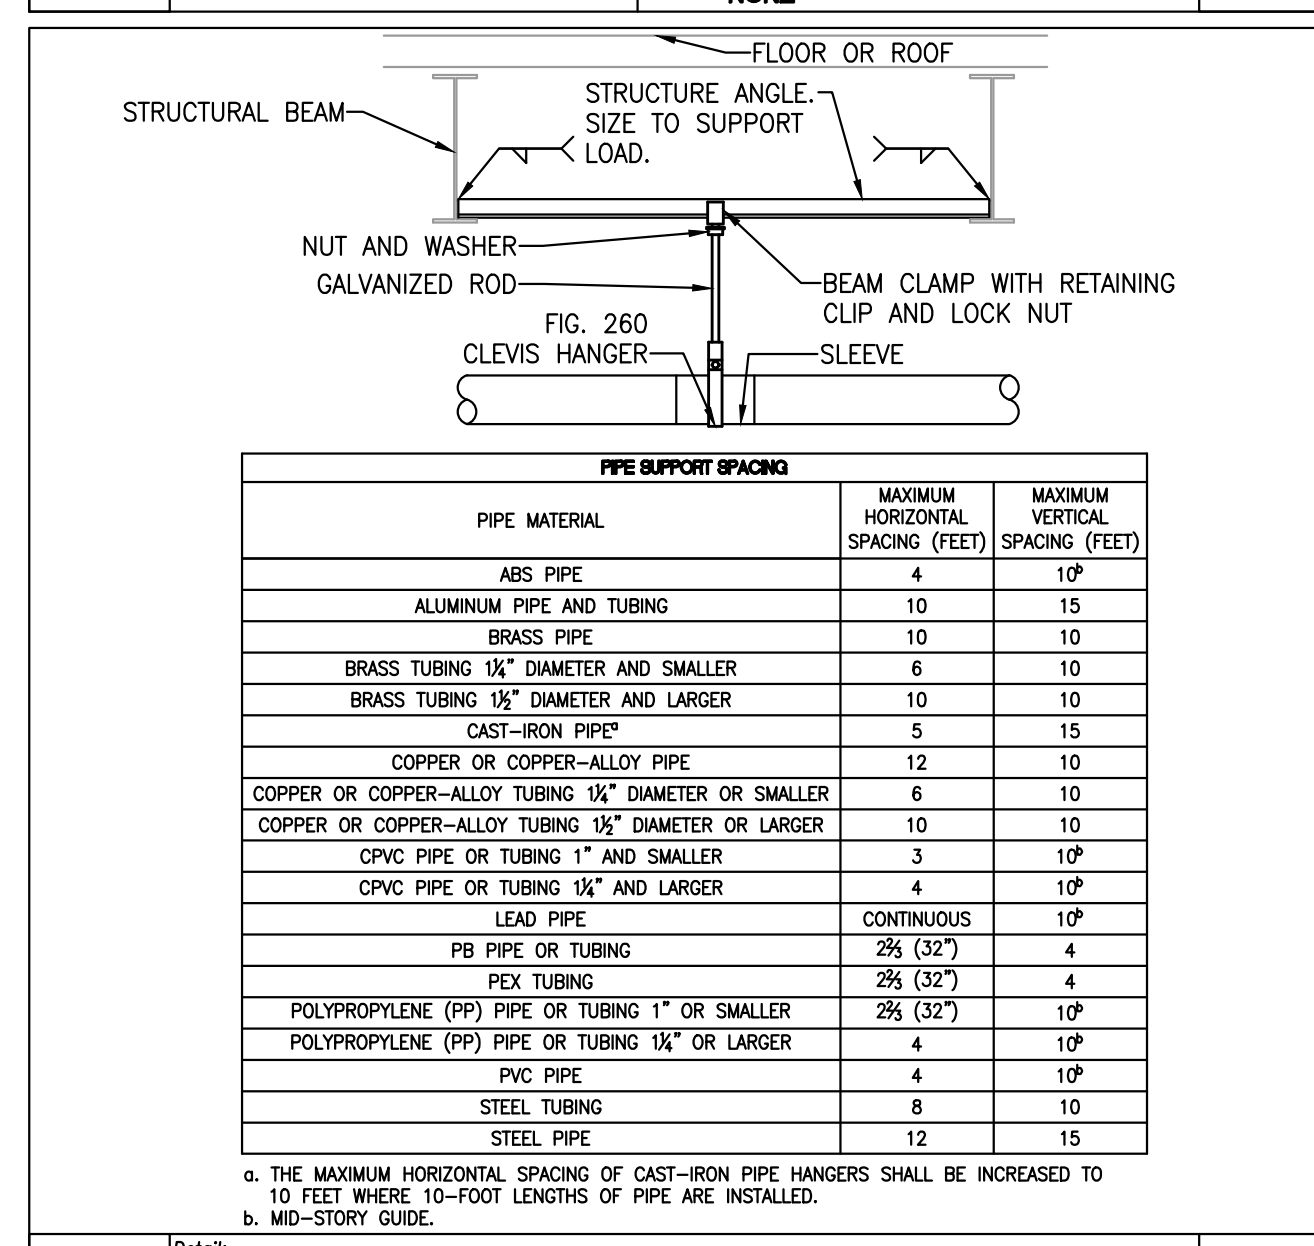 NONE
FLOOR OR ROOF
STRUCTURAL BEAM
STRUCTURE ANGLE.
SIZE TO SUPPORT
LOAD.
NUT AND WASHER
GALVANIZED ROD
BEAM CLAMP WITH RETAINING
CLIP AND LOCK NUT
FIG. 260
CLEVIS HANGER
SLEEVE
PIPE SUPPORT SPACING
PIPE MATERIAL
MAXIMUM
HORIZONTAL
SPACING (FEET)
MAXIMUM
VERTICAL
SPACING (FEET)
ABS PIPE 4 10ᵇ
ALUMINUM PIPE AND TUBING 10 15
BRASS PIPE 10 10
BRASS TUBING 1¼" DIAMETER AND SMALLER 6 10
BRASS TUBING 1½" DIAMETER AND LARGER 10 10
CAST-IRON PIPEᵃ 5 15
COPPER OR COPPER-ALLOY PIPE 12 10
COPPER OR COPPER-ALLOY TUBING 1¼" DIAMETER OR SMALLER 6 10
COPPER OR COPPER-ALLOY TUBING 1½" DIAMETER OR LARGER 10 10
CPVC PIPE OR TUBING 1" AND SMALLER 3 10ᵇ
CPVC PIPE OR TUBING 1¼" AND LARGER 4 10ᵇ
LEAD PIPE CONTINUOUS 10ᵇ
PB PIPE OR TUBING 2⅔ (32") 4
PEX TUBING 2⅔ (32") 4
POLYPROPYLENE (PP) PIPE OR TUBING 1" OR SMALLER 2⅔ (32") 10ᵇ
POLYPROPYLENE (PP) PIPE OR TUBING 1¼" OR LARGER 4 10ᵇ
PVC PIPE 4 10ᵇ
STEEL TUBING 8 10
STEEL PIPE 12 15
a. THE MAXIMUM HORIZONTAL SPACING OF CAST-IRON PIPE HANGERS SHALL BE INCREASED TO
10 FEET WHERE 10-FOOT LENGTHS OF PIPE ARE INSTALLED.
b. MID-STORY GUIDE.
Detail: